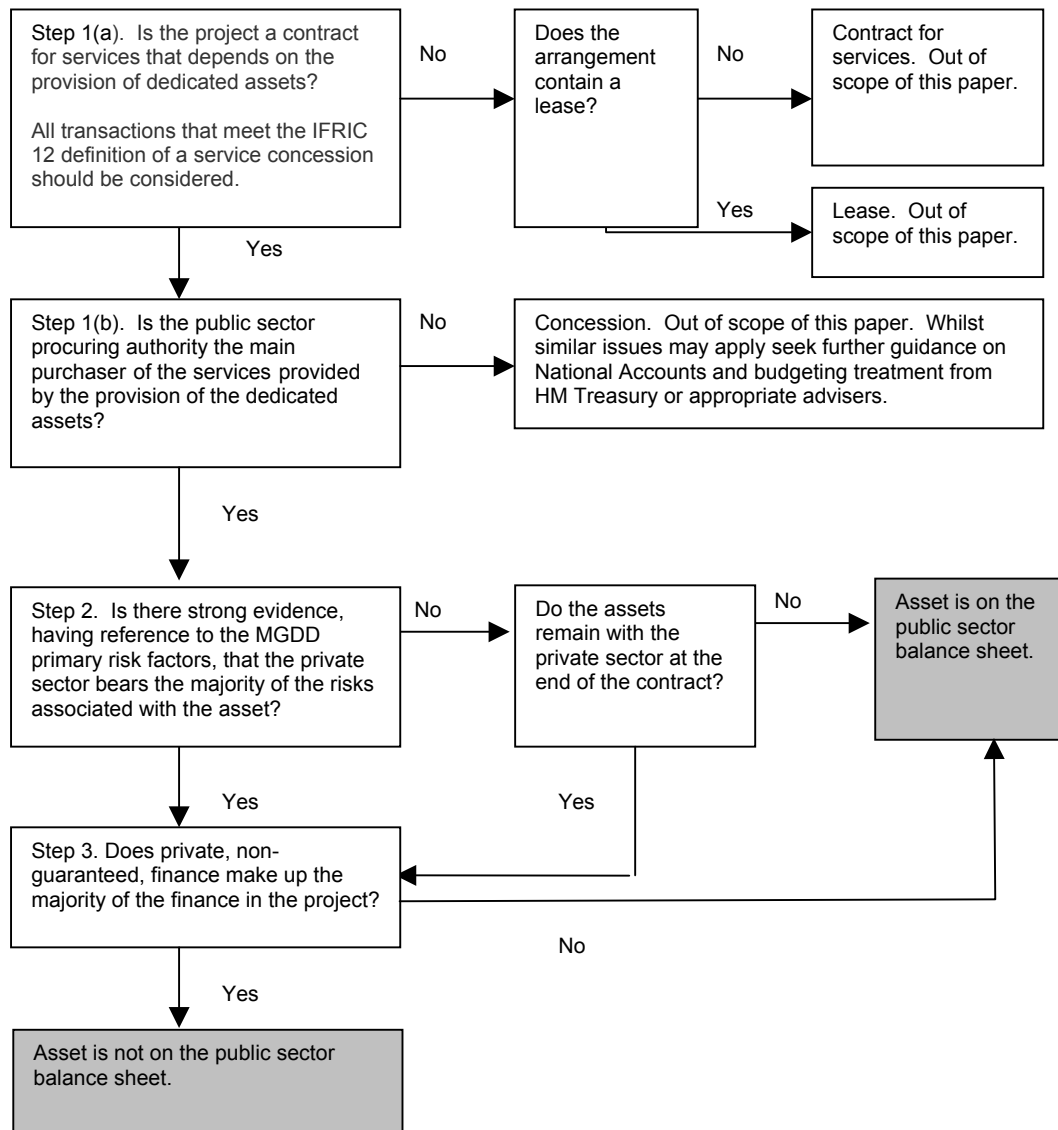 Step 1(a). Is the project a contract
for services that depends on the
provision of dedicated assets?
All transactions that meet the IFRIC
12 definition of a service concession
should be considered.
No
Does the
arrangement
contain a
lease?
No
Contract for
services. Out of
scope of this paper.
Yes
Lease. Out of
scope of this paper.
Yes
Step 1(b). Is the public sector
procuring authority the main
purchaser of the services provided
by the provision of the dedicated
assets?
No
Concession. Out of scope of this paper. Whilst
similar issues may apply seek further guidance on
National Accounts and budgeting treatment from
HM Treasury or appropriate advisers.
Yes
Step 2. Is there strong evidence,
having reference to the MGDD
primary risk factors, that the private
sector bears the majority of the risks
associated with the asset?
No
Do the assets
remain with the
private sector at the
end of the contract?
No
Asset is on the
public sector
balance sheet.
Yes
Yes
Step 3. Does private, non-
guaranteed, finance make up the
majority of the finance in the project?
No
Yes
Asset is not on the public sector
balance sheet.